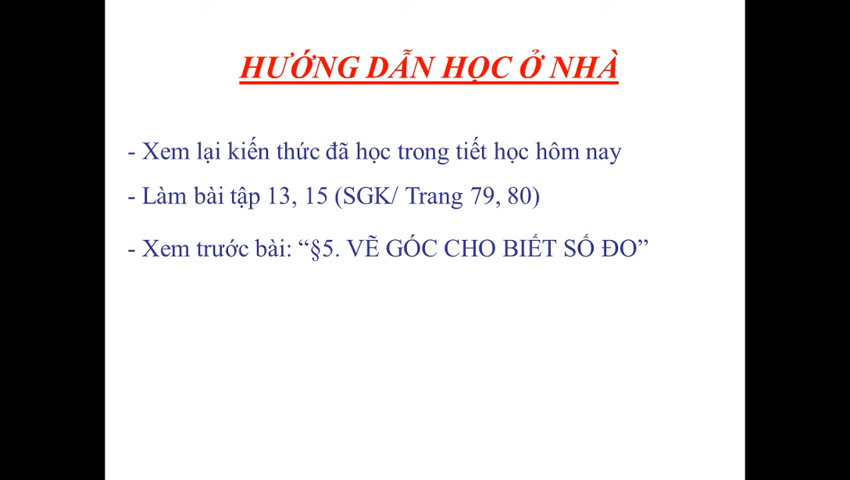 HƯỚNG DẪN HỌC Ở NHÀ
- Xem lại kiến thức đã học trong tiết học hôm nay
- Làm bài tập 13, 15 (SGK/ Trang 79, 80)
- Xem trước bài: “§5. VẼ GÓC CHO BIẾT SỐ ĐO”